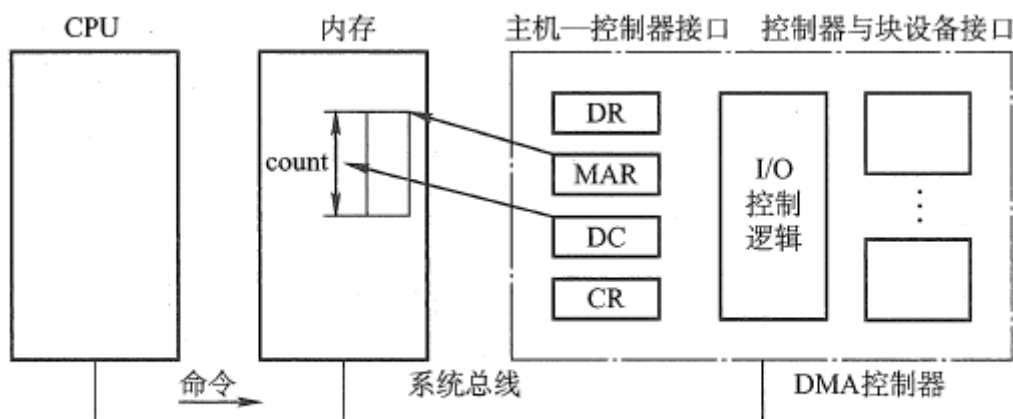 CPU
内存
主机—控制器接口
控制器与块设备接口
count
DR
MAR
DC
CR
I/O
控制
逻辑
命令
系统总线
DMA控制器